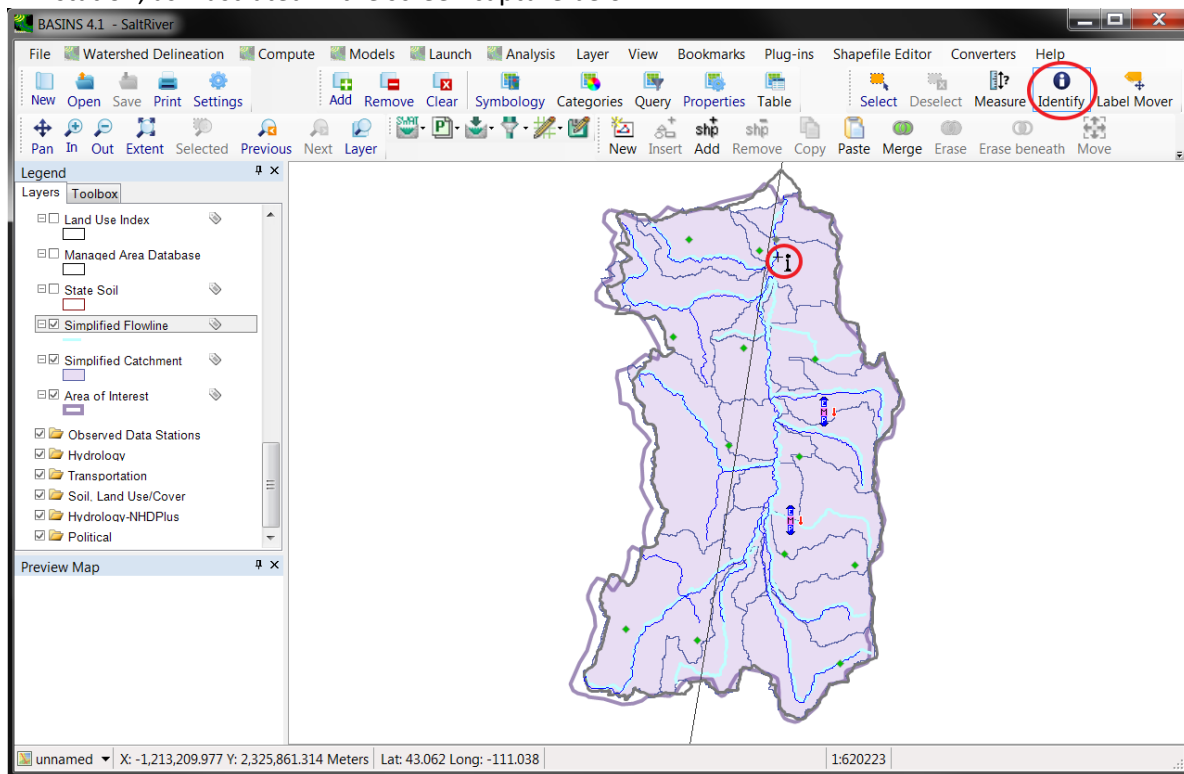 BASINS 4.1 - SaltRiver
File Watershed Delineation Compute Models Launch Analysis Layer View Bookmarks Plug-ins Shapefile Editor Converters Help
New Open Save Print Settings Add Remove Clear Symbology Categories Query Properties Table Select Deselect Measure Identify Label Mover
Pan In Out Extent Selected Previous Next Layer New Insert Add Remove Copy Paste Merge Erase Erase beneath Move
Legend
Layers Toolbox
Land Use Index
Managed Area Database
State Soil
Simplified Flowline
Simplified Catchment
Area of Interest
Observed Data Stations
Hydrology
Transportation
Soil, Land Use/Cover
Hydrology-NHDPlus
Political
Preview Map
unnamed X: -1,213,209.977 Y: 2,325,861.314 Meters Lat: 43.062 Long: -111.038 1:620223